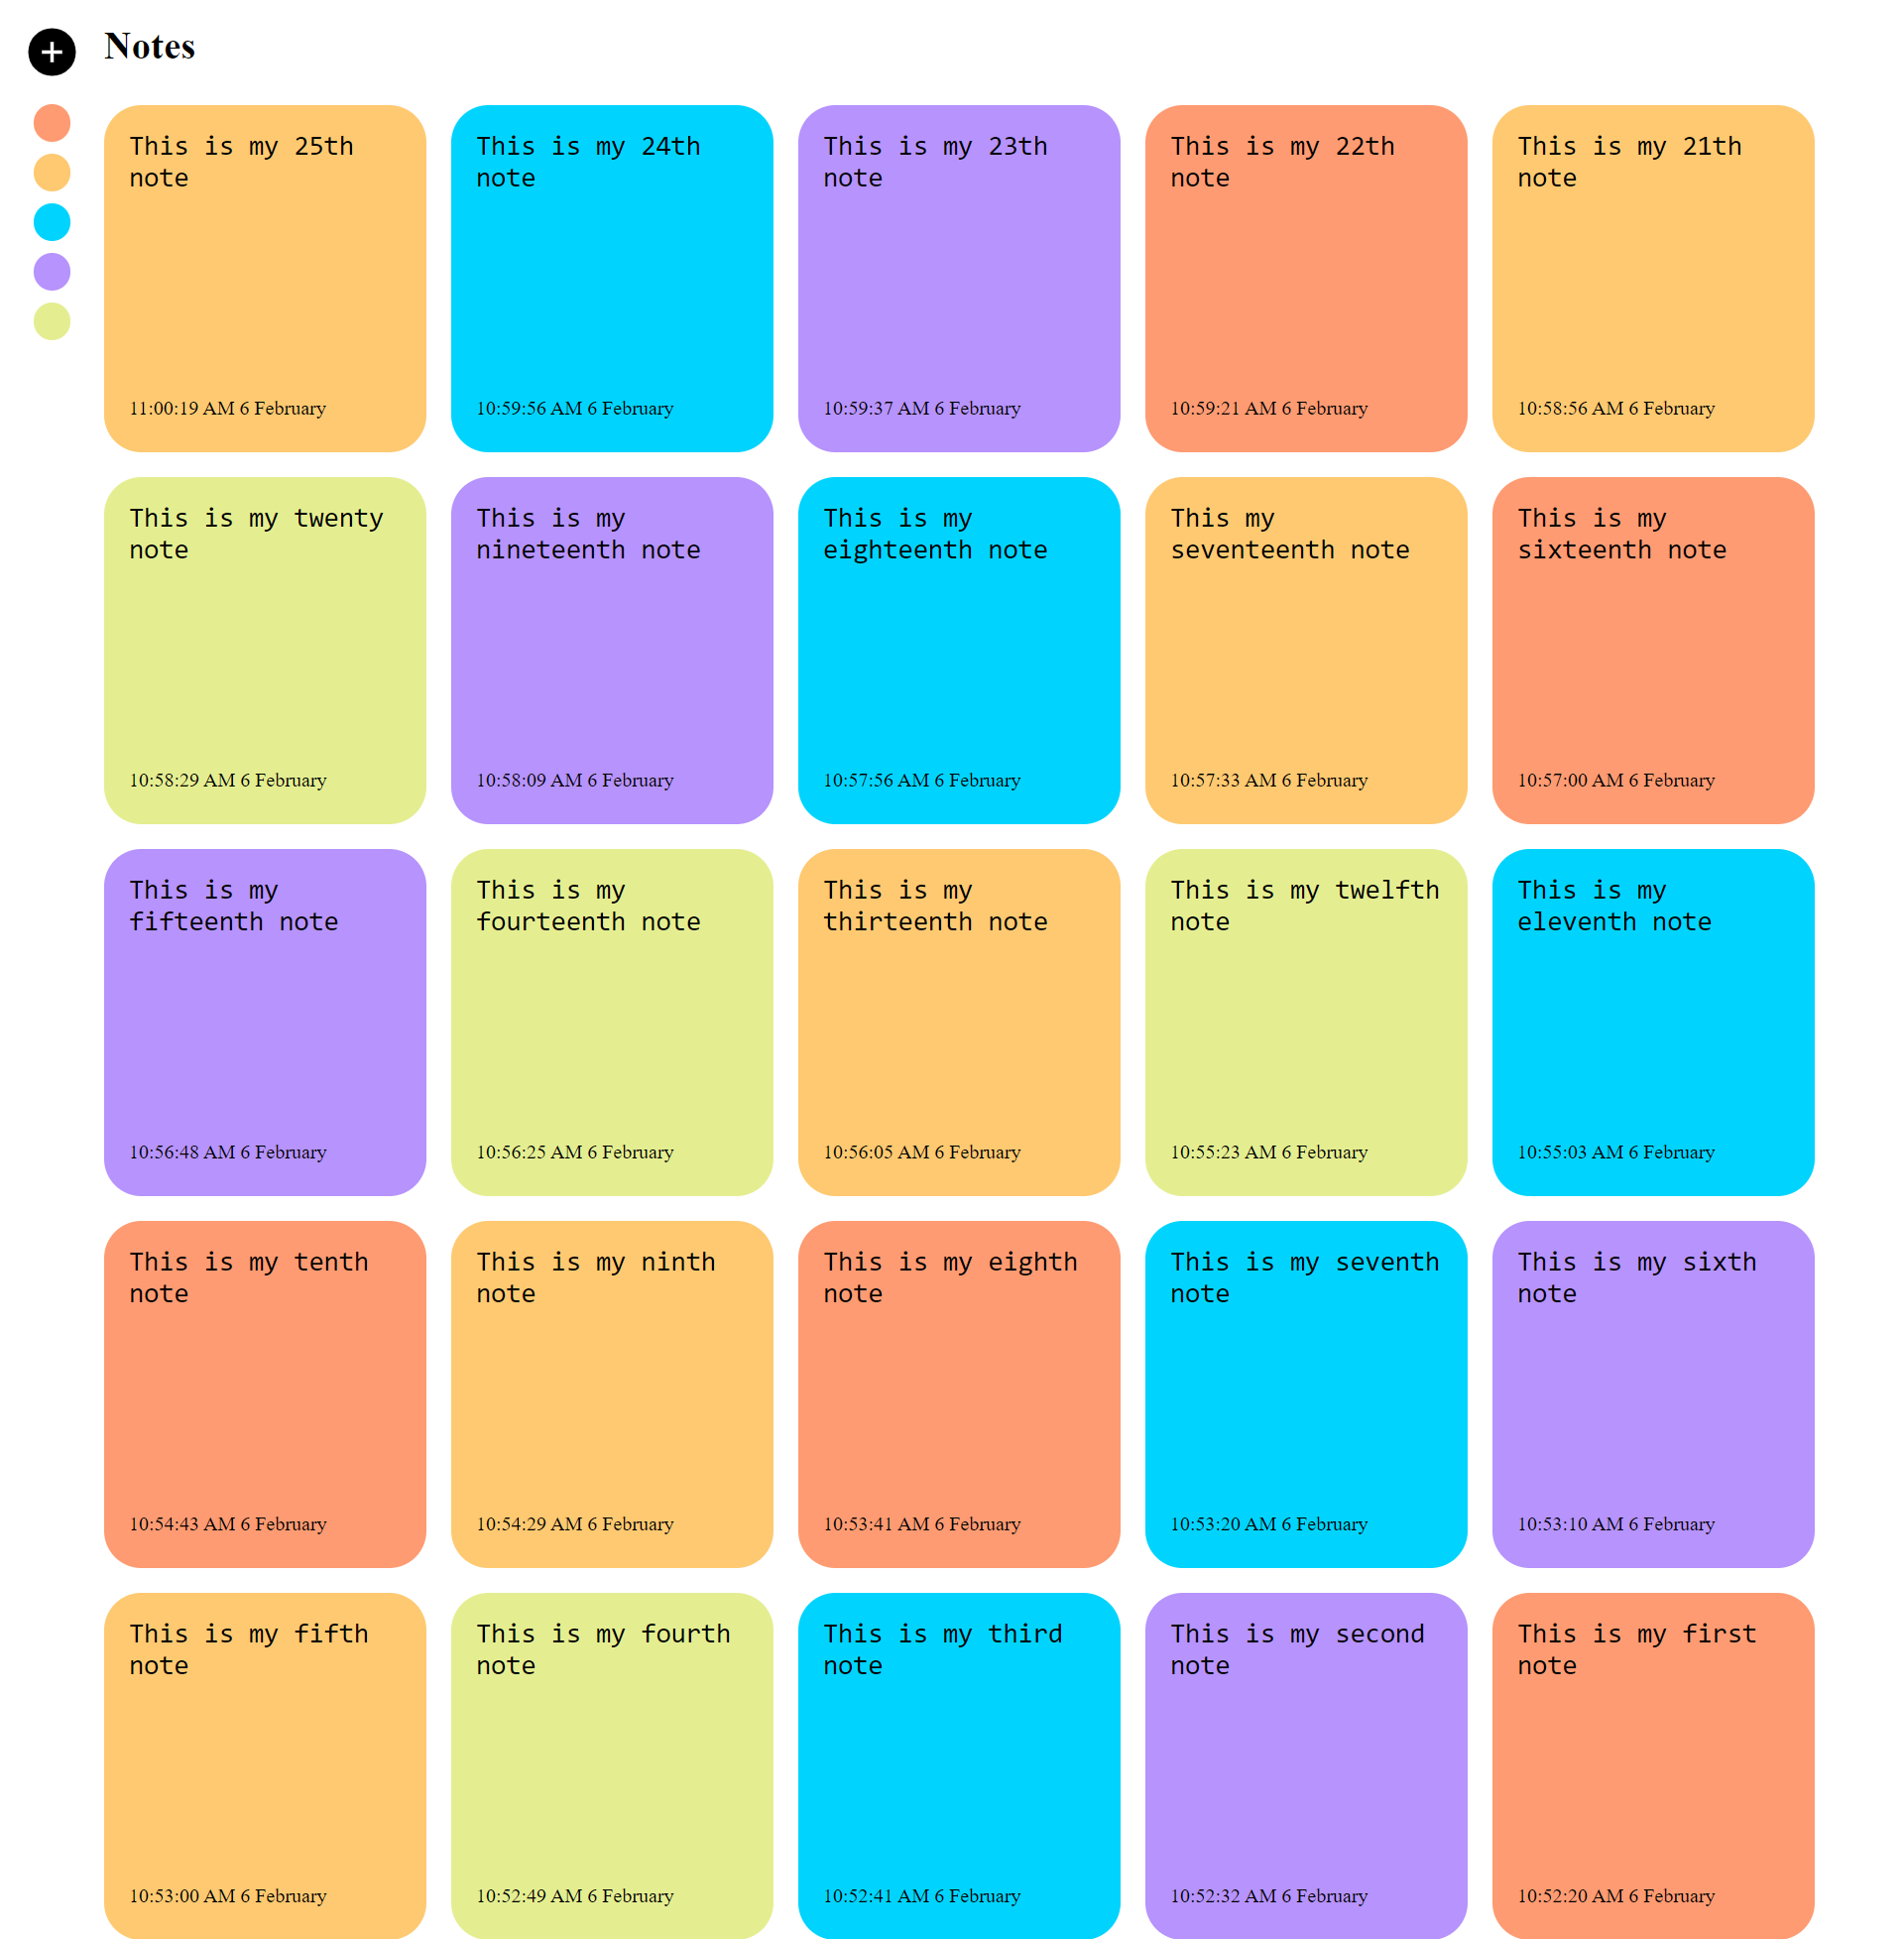 Notes
This is my 25th
note
11:00:19 AM 6 February
This is my 24th
note
10:59:56 AM 6 February
This is my 23th
note
10:59:37 AM 6 February
This is my 22th
note
10:59:21 AM 6 February
This is my 21th
note
10:58:56 AM 6 February
This is my twenty
note
10:58:29 AM 6 February
This is my
nineteenth note
10:58:09 AM 6 February
This is my
eighteenth note
10:57:56 AM 6 February
This my
seventeenth note
10:57:33 AM 6 February
This is my
sixteenth note
10:57:00 AM 6 February
This is my
fifteenth note
10:56:48 AM 6 February
This is my
fourteenth note
10:56:25 AM 6 February
This is my
thirteenth note
10:56:05 AM 6 February
This is my twelfth
note
10:55:23 AM 6 February
This is my
eleventh note
10:55:03 AM 6 February
This is my tenth
note
10:54:43 AM 6 February
This is my ninth
note
10:54:29 AM 6 February
This is my eighth
note
10:53:41 AM 6 February
This is my seventh
note
10:53:20 AM 6 February
This is my sixth
note
10:53:10 AM 6 February
This is my fifth
note
10:53:00 AM 6 February
This is my fourth
note
10:52:49 AM 6 February
This is my third
note
10:52:41 AM 6 February
This is my second
note
10:52:32 AM 6 February
This is my first
note
10:52:20 AM 6 February